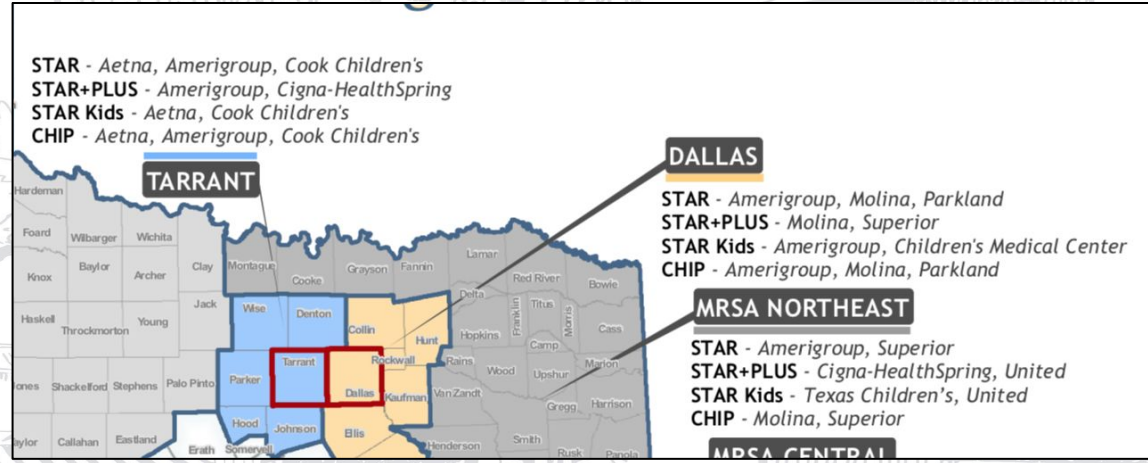 STAR - Aetna, Amerigroup, Cook Children's
STAR+PLUS - Amerigroup, Cigna-HealthSpring
STAR Kids - Aetna, Cook Children's
CHIP - Aetna, Amerigroup, Cook Children's
TARRANT
DALLAS
STAR - Amerigroup, Molina, Parkland
STAR+PLUS - Molina, Superior
STAR Kids - Amerigroup, Children's Medical Center
CHIP - Amerigroup, Molina, Parkland
MRSA NORTHEAST
STAR - Amerigroup, Superior
STAR+PLUS - Cigna-HealthSpring, United
STAR Kids - Texas Children’s, United
CHIP - Molina, Superior
MRSA CENTRAL
Hardeman
Foard
Wilbarger
Wichita
Clay
Montague
Cooke
Grayson
Fannin
Lamar
Red River
Bowie
Knox
Baylor
Archer
Jack
Wise
Denton
Collin
Hunt
Delta
Hopkins
Franklin
Titus
Morris
Cass
Camp
Haskell
Throckmorton
Young
Tarrant
Rockwall
Rains
Wood
Upshur
Marion
ones
Shackelford
Stephens
Palo Pinto
Parker
Dallas
Kaufman
Van Zandt
Gregg
Harrison
aylor
Callahan
Eastland
Erath
Hood
Somervell
Johnson
Ellis
Henderson
Smith
Rusk
Panola